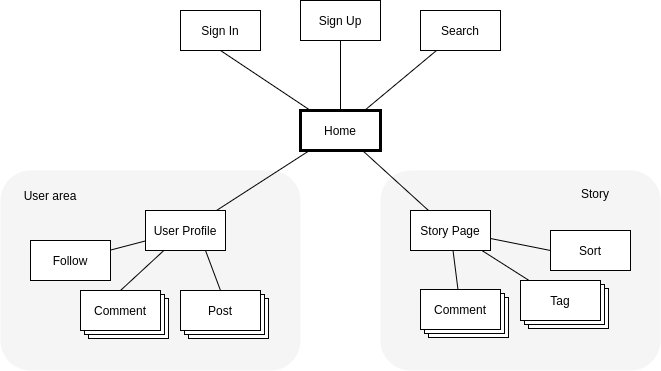 Sign In
Sign Up
Search
Home
User area
User Profile
Follow
Comment
Post
Story
Story Page
Sort
Comment
Tag